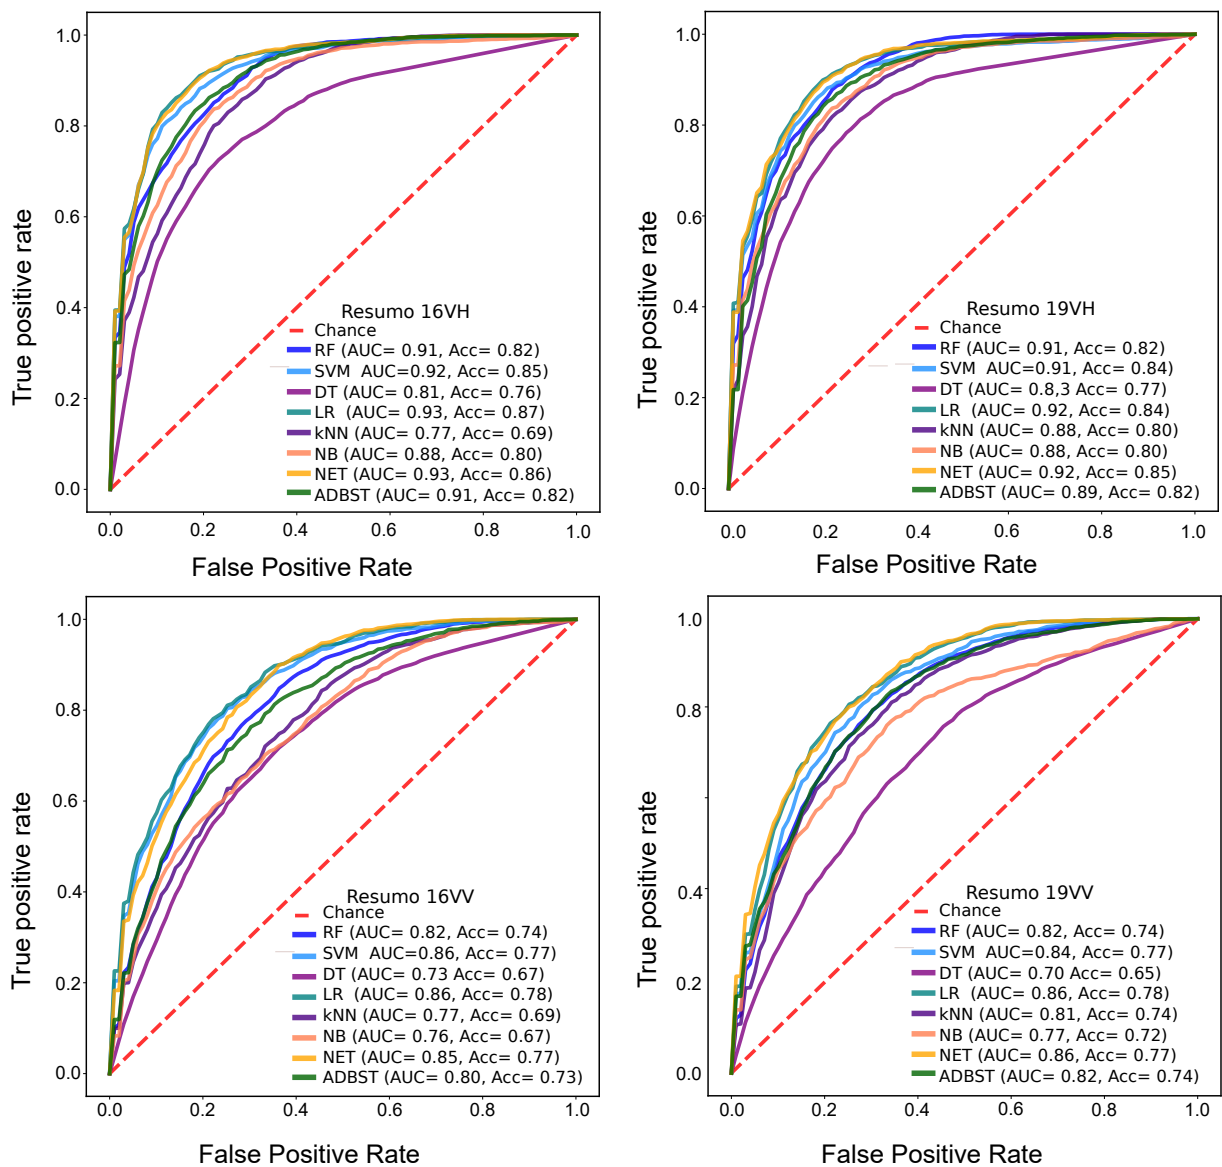 True positive rate
1.0
0.8
0.6
0.4
0.2
0.0
Resumo 16VH
Chance
RF (AUC= 0.91, Acc= 0.82)
SVM AUC=0.92, Acc= 0.85)
DT (AUC= 0.81, Acc= 0.76)
LR (AUC= 0.93, Acc= 0.87)
kNN (AUC= 0.77, Acc= 0.69)
NB (AUC= 0.88, Acc= 0.80)
NET (AUC= 0.93, Acc= 0.86)
ADBST (AUC= 0.91, Acc= 0.82)
0.0 0.2 0.4 0.6 0.8 1.0
False Positive Rate
True positive rate
1.0
0.8
0.6
0.4
0.2
0.0
Resumo 19VH
Chance
RF (AUC= 0.91, Acc= 0.82)
SVM AUC=0.91, Acc= 0.84)
DT (AUC= 0.8,3 Acc= 0.77)
LR (AUC= 0.92, Acc= 0.84)
kNN (AUC= 0.88, Acc= 0.80)
NB (AUC= 0.88, Acc= 0.80)
NET (AUC= 0.92, Acc= 0.85)
ADBST (AUC= 0.89, Acc= 0.82)
0.0 0.2 0.4 0.6 0.8 1.0
False Positive Rate
True positive rate
1.0
0.8
0.6
0.4
0.2
0.0
Resumo 16VV
Chance
RF (AUC= 0.82, Acc= 0.74)
SVM AUC=0.86, Acc= 0.77)
DT (AUC= 0.73 Acc= 0.67)
LR (AUC= 0.86, Acc= 0.78)
kNN (AUC= 0.77, Acc= 0.69)
NB (AUC= 0.76, Acc= 0.67)
NET (AUC= 0.85, Acc= 0.77)
ADBST (AUC= 0.80, Acc= 0.73)
0.0 0.2 0.4 0.6 0.8 1.0
False Positive Rate
True positive rate
1.0
0.8
0.6
0.4
0.2
0.0
Resumo 19VV
Chance
RF (AUC= 0.82, Acc= 0.74)
SVM AUC=0.84, Acc= 0.77)
DT (AUC= 0.70 Acc= 0.65)
LR (AUC= 0.86, Acc= 0.78)
kNN (AUC= 0.81, Acc= 0.74)
NB (AUC= 0.77, Acc= 0.72)
NET (AUC= 0.86, Acc= 0.77)
ADBST (AUC= 0.82, Acc= 0.74)
0.0 0.2 0.4 0.6 0.8 1.0
False Positive Rate